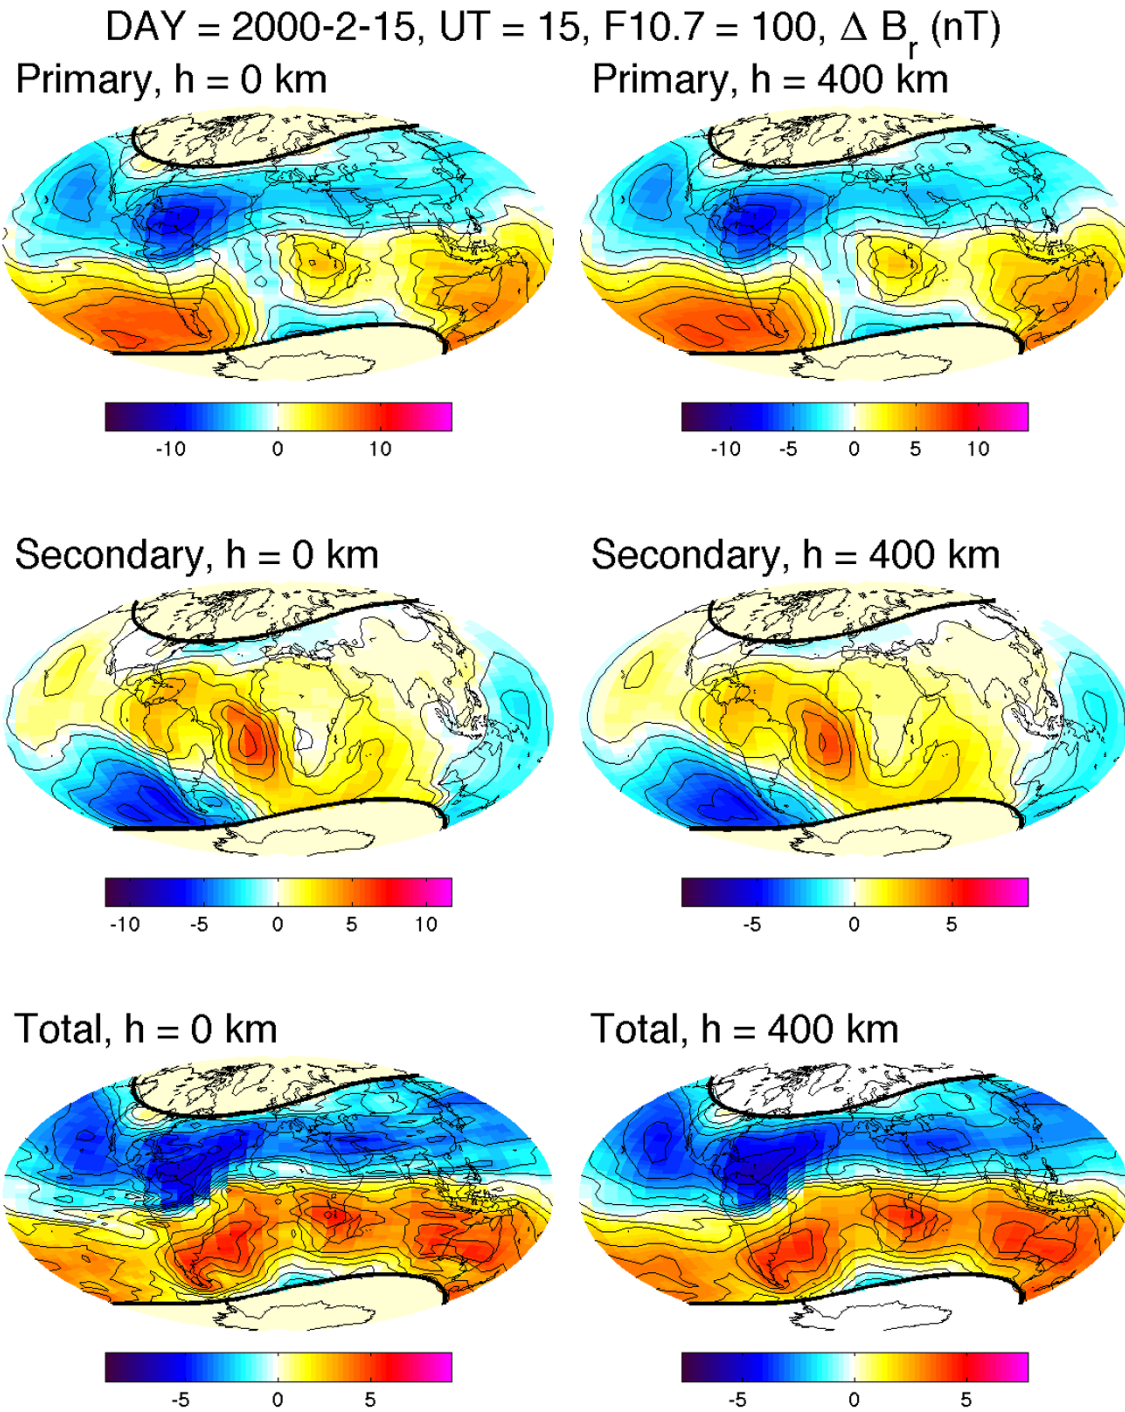 DAY = 2000-2-15, UT = 15, F10.7 = 100, Δ B_r (nT)
Primary, h = 0 km
Primary, h = 400 km
-10 0 10
-10 -5 0 5 10
Secondary, h = 0 km
Secondary, h = 400 km
-10 -5 0 5 10
-5 0 5
Total, h = 0 km
Total, h = 400 km
-5 0 5
-5 0 5